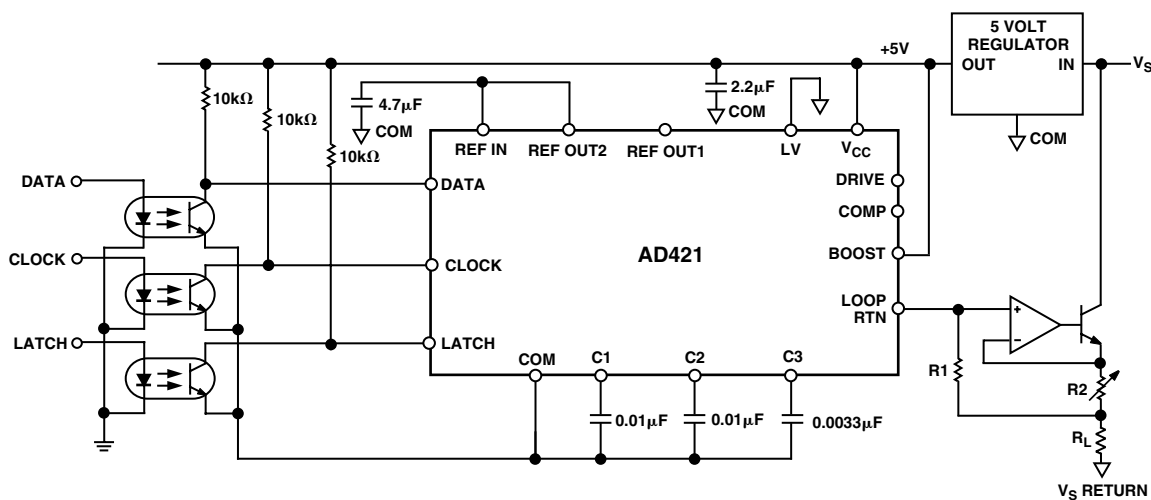 5 VOLT
REGULATOR
OUT IN
+5V
VS
10kΩ
4.7μF
COM
2.2μF
COM
COM
10kΩ
10kΩ
REF IN
REF OUT2
REF OUT1
LV
VCC
DATA
DATA
DRIVE
COMP
AD421
BOOST
CLOCK
CLOCK
LOOP
RTN
+
–
LATCH
LATCH
COM
C1
C2
C3
R1
R2
0.01μF
0.01μF
0.0033μF
RL
VS RETURN